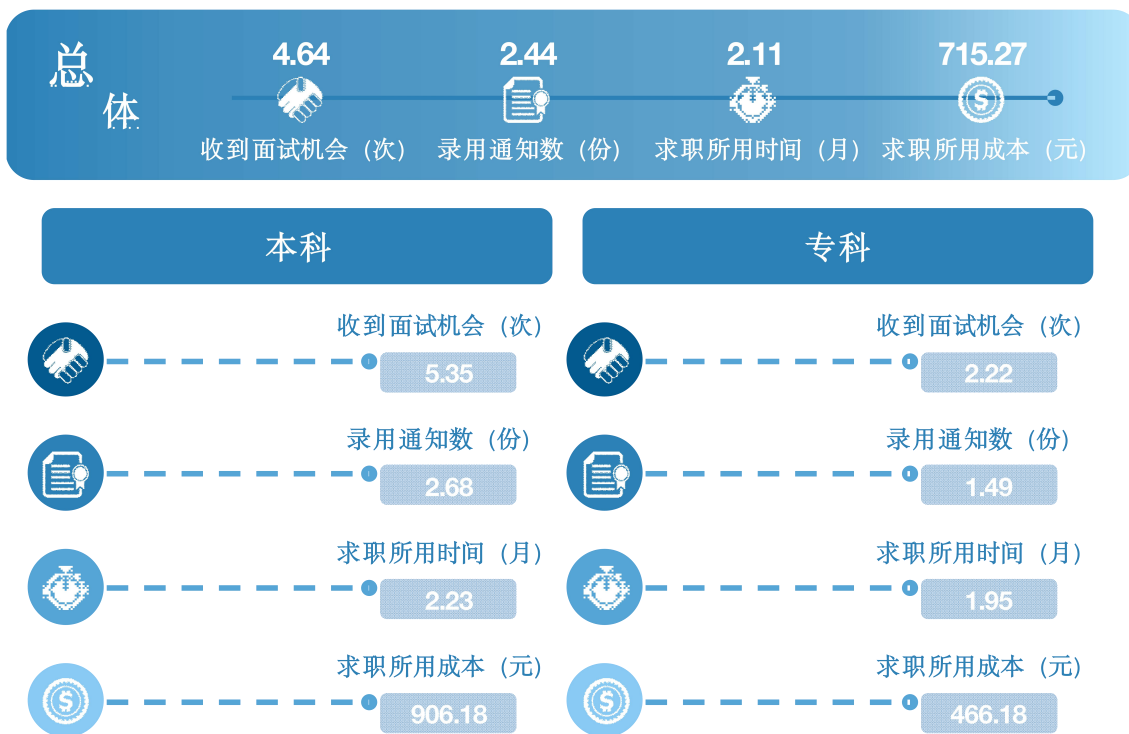 总体
4.64 2.44 2.11 715.27
收到面试机会（次） 录用通知数（份） 求职所用时间（月） 求职所用成本（元）
本科 专科
收到面试机会（次） 收到面试机会（次）
5.35 2.22
录用通知数（份） 录用通知数（份）
2.68 1.49
求职所用时间（月） 求职所用时间（月）
2.23 1.95
求职所用成本（元） 求职所用成本（元）
906.18 466.18